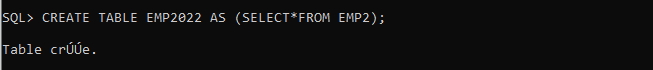 SQL> CREATE TABLE EMP2022 AS (SELECT*FROM EMP2);
Table crÚÚe.